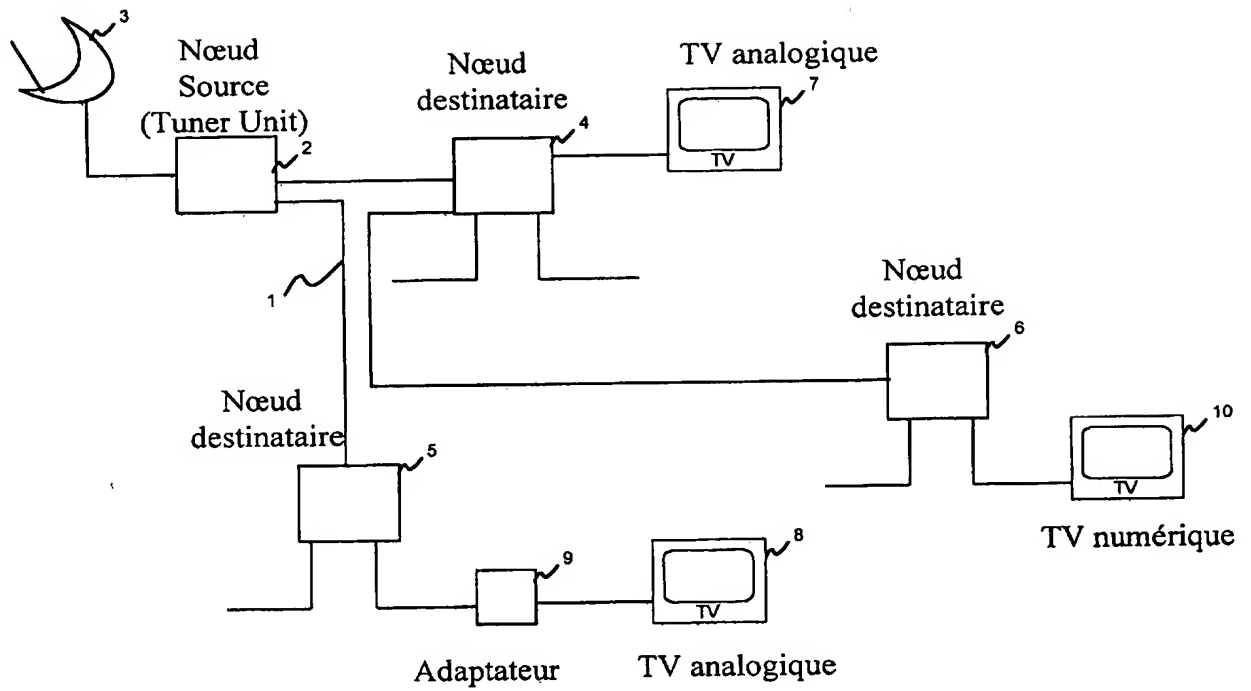 3
Nœud
Source
(Tuner Unit)
2
Nœud
destinataire
4
TV analogique
7
TV
1
Nœud
destinataire
6
Nœud
destinataire
5
10
TV
TV numérique
9
8
TV
Adaptateur
TV analogique